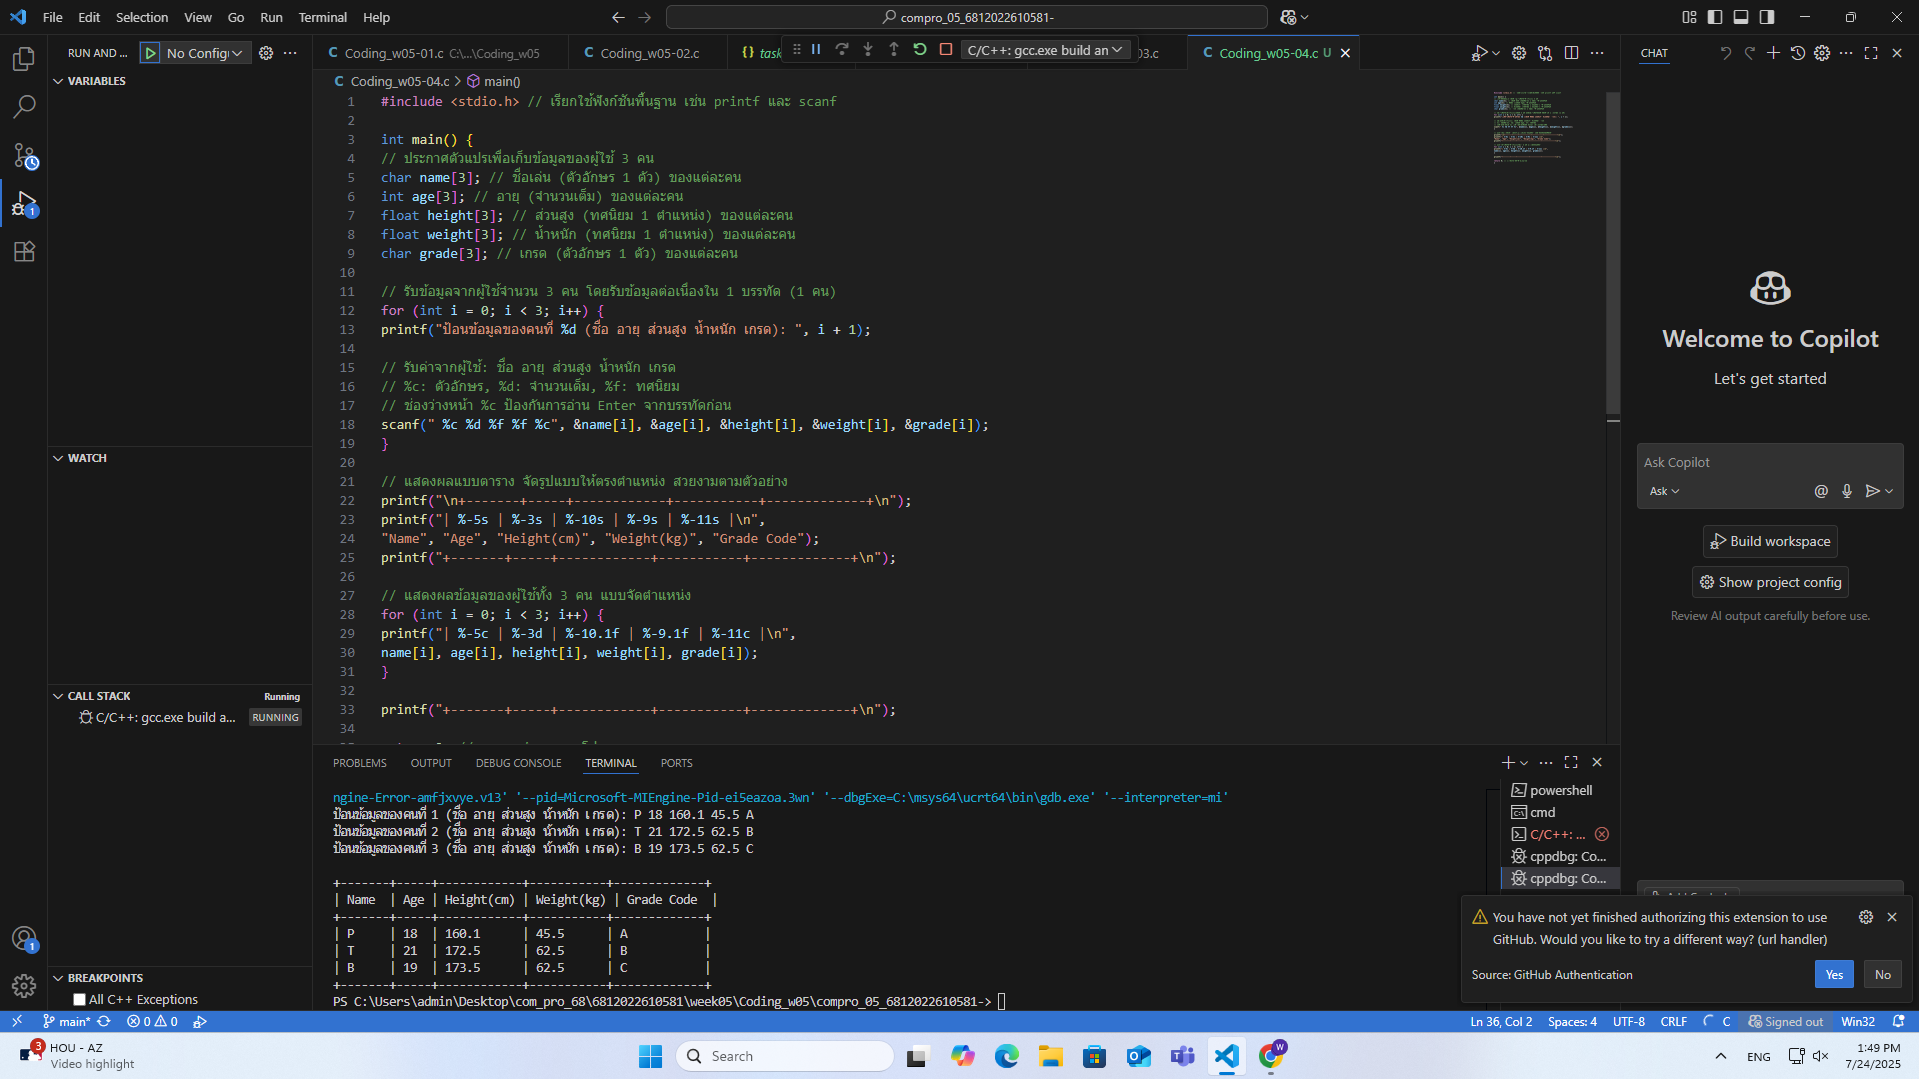 File Edit Selection View Go Run Terminal Help
compro_05_6812022610581-
RUN AND ... No Config
Coding_w05-01.c C:\...\Coding_w05
Coding_w05-02.c
C/C++: gcc.exe build an
03.c
Coding_w05-04.c U
CHAT
VARIABLES
WATCH
CALL STACK Running
C/C++: gcc.exe build a... RUNNING
BREAKPOINTS
All C++ Exceptions
Coding_w05-04.c > main()
1 #include <stdio.h> // เรียกใช้ฟังก์ชันพื้นฐาน เช่น printf และ scanf
2
3 int main() {
4 // ประกาศตัวแปรเพื่อเก็บข้อมูลของผู้ใช้ 3 คน
5 char name[3]; // ชื่อเล่น (ตัวอักษร 1 ตัว) ของแต่ละคน
6 int age[3]; // อายุ (จำนวนเต็ม) ของแต่ละคน
7 float height[3]; // ส่วนสูง (ทศนิยม 1 ตำแหน่ง) ของแต่ละคน
8 float weight[3]; // น้ำหนัก (ทศนิยม 1 ตำแหน่ง) ของแต่ละคน
9 char grade[3]; // เกรด (ตัวอักษร 1 ตัว) ของแต่ละคน
10
11 // รับข้อมูลจากผู้ใช้จำนวน 3 คน โดยรับข้อมูลต่อเนื่องใน 1 บรรทัด (1 คน)
12 for (int i = 0; i < 3; i++) {
13 printf("ป้อนข้อมูลของคนที่ %d (ชื่อ อายุ ส่วนสูง น้ำหนัก เกรด): ", i + 1);
14
15 // รับค่าจากผู้ใช้: ชื่อ อายุ ส่วนสูง น้ำหนัก เกรด
16 // %c: ตัวอักษร, %d: จำนวนเต็ม, %f: ทศนิยม
17 // ช่องว่างหน้า %c ป้องกันการอ่าน Enter จากบรรทัดก่อน
18 scanf(" %c %d %f %f %c", &name[i], &age[i], &height[i], &weight[i], &grade[i]);
19 }
20
21 // แสดงผลแบบตาราง จัดรูปแบบให้ตรงตำแหน่ง สวยงามตามตัวอย่าง
22 printf("\n+-------+-----+------------+-----------+-------------+\n");
23 printf("| %-5s | %-3s | %-10s | %-9s | %-11s |\n",
24 "Name", "Age", "Height(cm)", "Weight(kg)", "Grade Code");
25 printf("+-------+-----+------------+-----------+-------------+\n");
26
27 // แสดงผลข้อมูลของผู้ใช้ทั้ง 3 คน แบบจัดตำแหน่ง
28 for (int i = 0; i < 3; i++) {
29 printf("| %-5c | %-3d | %-10.1f | %-9.1f | %-11c |\n",
30 name[i], age[i], height[i], weight[i], grade[i]);
31 }
32
33 printf("+-------+-----+------------+-----------+-------------+\n");
34
PROBLEMS OUTPUT DEBUG CONSOLE TERMINAL PORTS
ngine-Error-amfjxvye.v13' '--pid=Microsoft-MIEngine-Pid-ei5eazoa.3wn' '--dbgExe=C:\msys64\ucrt64\bin\gdb.exe' '--interpreter=mi'
ป้อนข้อมูลของคนที่ 1 (ชื่อ อายุ ส่วนสูง น้ำหนัก เกรด): P 18 160.1 45.5 A
ป้อนข้อมูลของคนที่ 2 (ชื่อ อายุ ส่วนสูง น้ำหนัก เกรด): T 21 172.5 62.5 B
ป้อนข้อมูลของคนที่ 3 (ชื่อ อายุ ส่วนสูง น้ำหนัก เกรด): B 19 173.5 62.5 C
+-------+-----+------------+-----------+-------------+
| Name | Age | Height(cm) | Weight(kg) | Grade Code |
+-------+-----+------------+-----------+-------------+
| P | 18 | 160.1 | 45.5 | A |
| T | 21 | 172.5 | 62.5 | B |
| B | 19 | 173.5 | 62.5 | C |
+-------+-----+------------+-----------+-------------+
PS C:\Users\admin\Desktop\com_pro_68\6812022610581\week05\Coding_w05\compro_05_6812022610581->
powershell
cmd
C/C++: ...
cppdbg: Co...
cppdbg: Co...
Welcome to Copilot
Let's get started
Ask Copilot
Ask
Build workspace
Show project config
Review AI output carefully before use.
You have not yet finished authorizing this extension to use
GitHub. Would you like to try a different way? (url handler)
Source: GitHub Authentication Yes No
main* 0 0
Ln 36, Col 2 Spaces: 4 UTF-8 CRLF C Signed out Win32
3
HOU - AZ
Video highlight
Search
W
ENG
1:49 PM
7/24/2025